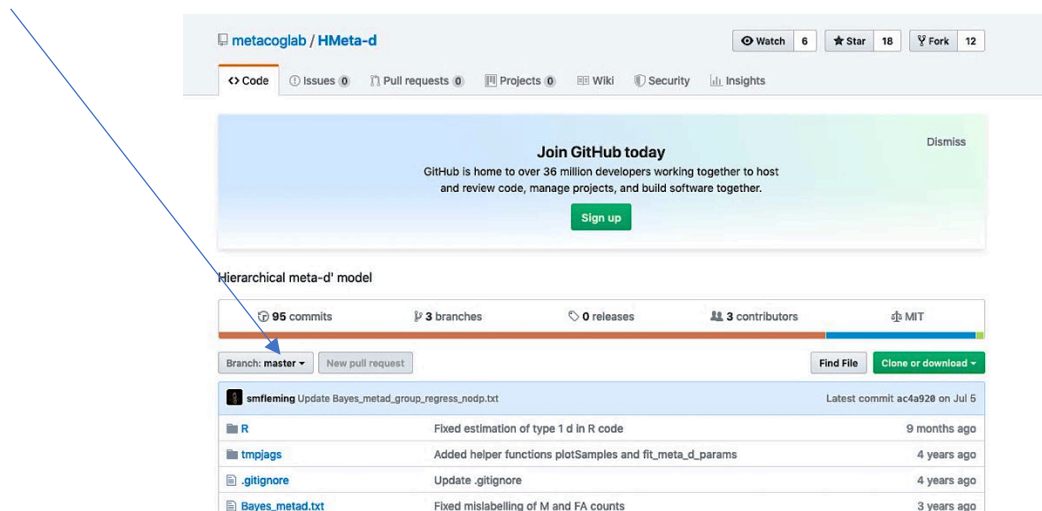 metacoglab / HMeta-d
Watch 6 Star 18 Fork 12
Code Issues 0 Pull requests 0 Projects 0 Wiki Security Insights
Join GitHub today
Dismiss
GitHub is home to over 36 million developers working together to host
and review code, manage projects, and build software together.
Sign up
Hierarchical meta-d' model
95 commits 3 branches 0 releases 3 contributors MIT
Branch: master New pull request Find File Clone or download
smfleming Update Bayes_metad_group_regress_nodp.txt Latest commit ac4a920 on Jul 5
R Fixed estimation of type 1 d in R code 9 months ago
tmpjags Added helper functions plotSamples and fit_meta_d_params 4 years ago
.gitignore Update .gitignore 4 years ago
Bayes_metad.txt Fixed mislabelling of M and FA counts 3 years ago